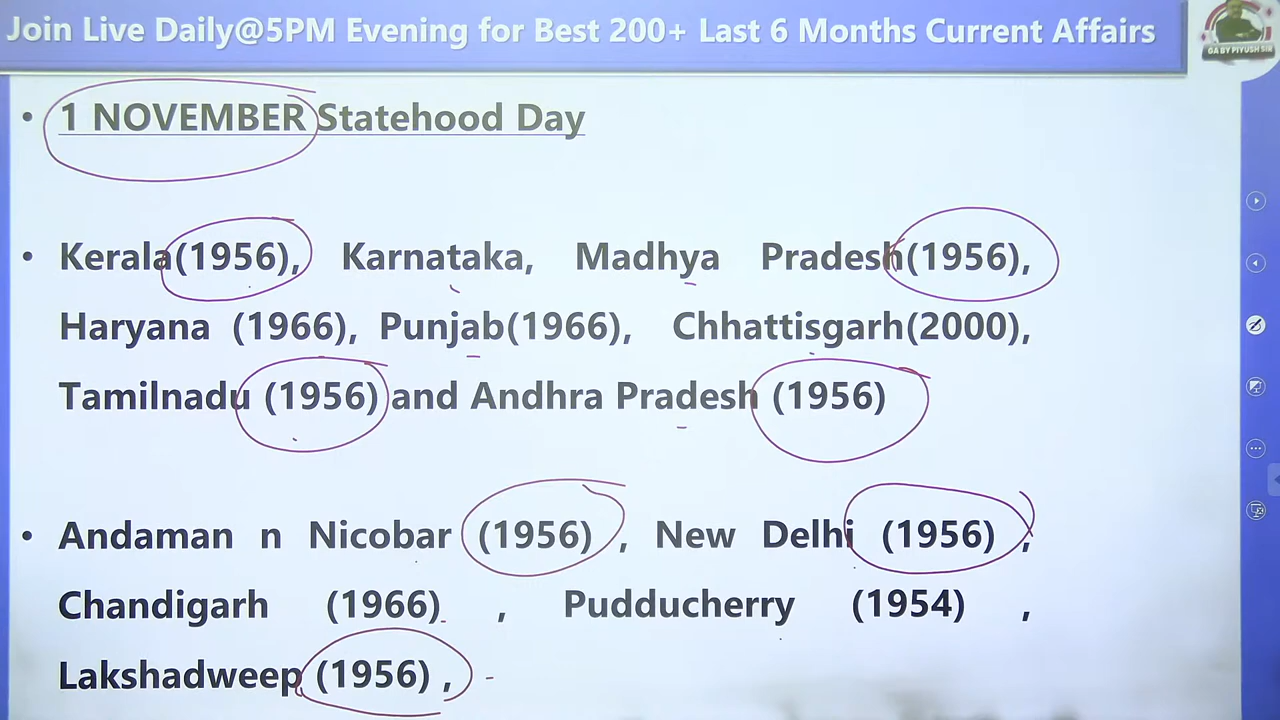 Join Live Daily@5PM Evening for Best 200+ Last 6 Months Current Affairs
GA BY PIYUSH SIR
• 1 NOVEMBER Statehood Day
• Kerala(1956), Karnataka, Madhya Pradesh(1956),
Haryana (1966), Punjab(1966), Chhattisgarh(2000),
Tamilnadu (1956) and Andhra Pradesh (1956)
• Andaman n Nicobar (1956) , New Delhi (1956) ,
Chandigarh (1966) , Pudducherry (1954) ,
Lakshadweep (1956) ,